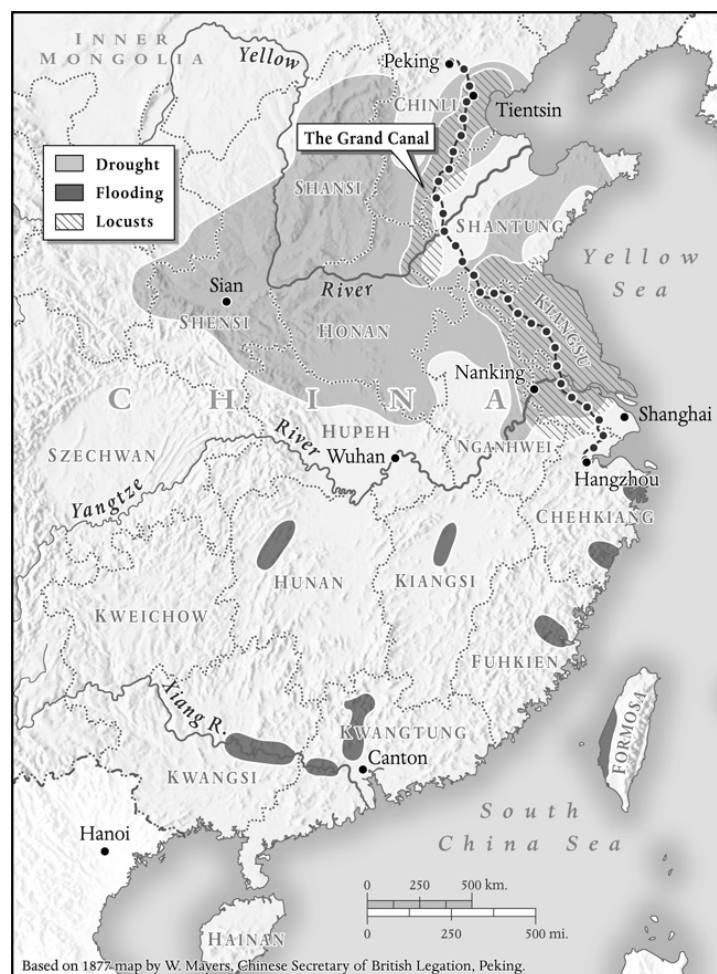 INNER
MONGOLIA
Yellow
Peking
CHINLI
Tientsin
The Grand Canal
Drought
Flooding
Locusts
SHANSI
SHANTUNG
Yellow
Sea
Sian
River
SHENSI
HONAN
KIANGSU
Nanking
CHINA
Shanghai
HUPEH
River
NGANHWEI
SZECHWAN
Wuhan
Hangzhou
Yangtze
CHEHKIANG
HUNAN
KIANGSI
KWEICHOW
FUHKIEN
Xiang R.
KWANGTUNG
FORMOSA
Canton
KWANGSI
South
China Sea
Hanoi
0 250 500 km.
0 250 500 mi.
HAINAN
Based on 1877 map by W. Mayers, Chinese Secretary of British Legation, Peking.